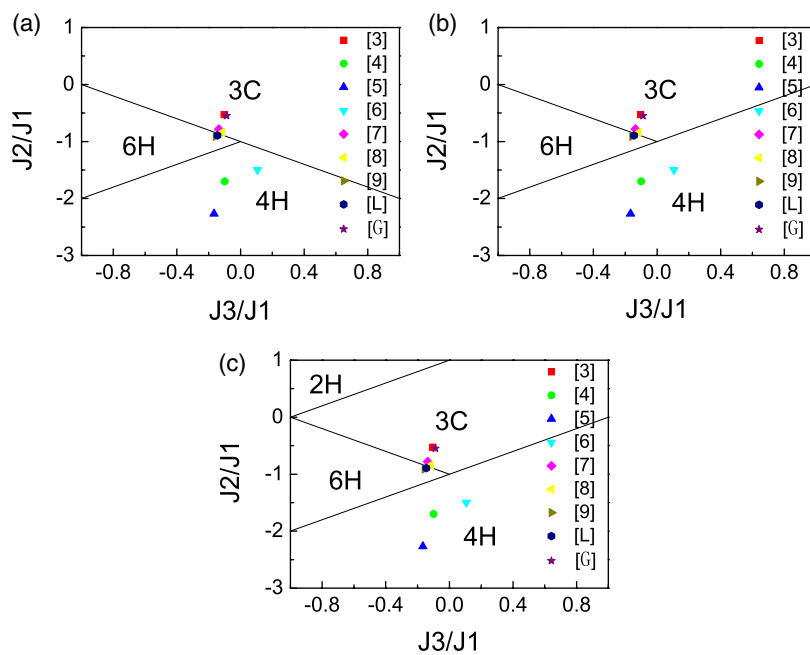 (a)
1
0
-1
-2
-3
J2/J1
-0.8
-0.4
0.0
0.4
0.8
J3/J1
3C
6H
4H
[3]
[4]
[5]
[6]
[7]
[8]
[9]
[L]
[G]
(b)
1
0
-1
-2
-3
J2/J1
-0.8
-0.4
0.0
0.4
0.8
J3/J1
3C
6H
4H
[3]
[4]
[5]
[6]
[7]
[8]
[9]
[L]
[G]
(c)
1
0
-1
-2
-3
J2/J1
-0.8
-0.4
0.0
0.4
0.8
J3/J1
2H
3C
6H
4H
[3]
[4]
[5]
[6]
[7]
[8]
[9]
[L]
[G]